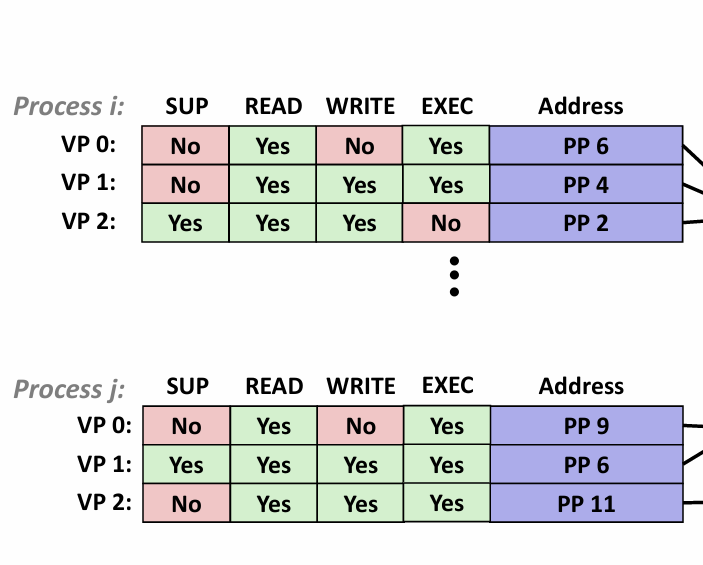 Process i: SUP READ WRITE EXEC Address
VP 0: No Yes No Yes PP 6
VP 1: No Yes Yes Yes PP 4
VP 2: Yes Yes Yes No PP 2
Process j: SUP READ WRITE EXEC Address
VP 0: No Yes No Yes PP 9
VP 1: Yes Yes Yes Yes PP 6
VP 2: No Yes Yes Yes PP 11